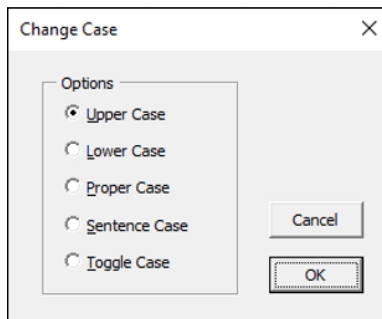 Change Case
Options
Upper Case
Lower Case
Proper Case
Sentence Case
Toggle Case
Cancel
OK